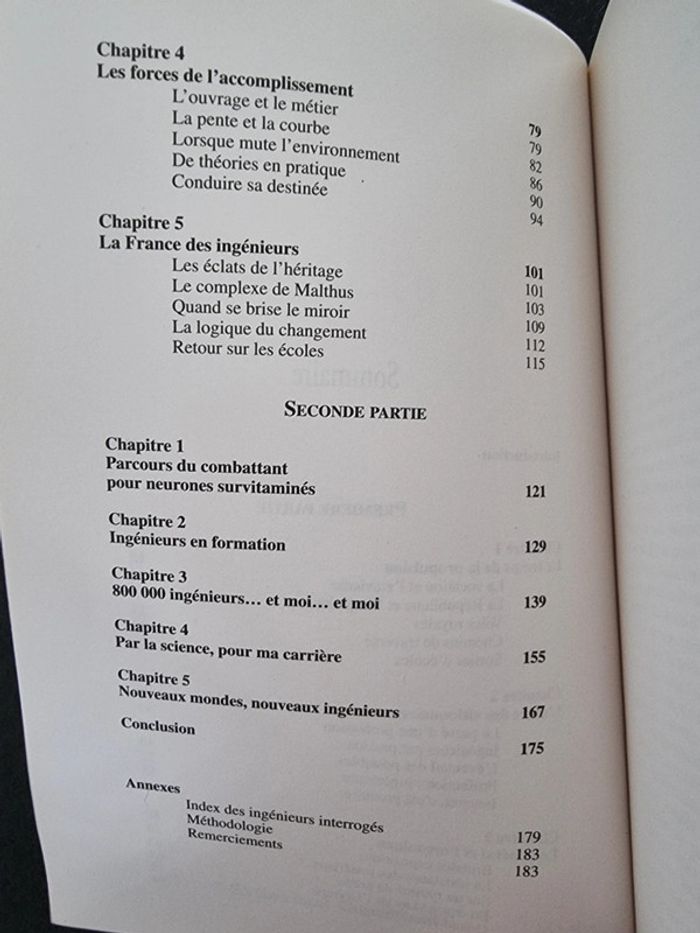 Chapitre 4
Les forces de l'accomplissement 79
L'ouvrage et le métier 79
La pente et la courbe 82
Lorsque mute l'environnement 86
De théories en pratique 90
Conduire sa destinée 94
Chapitre 5
La France des ingénieurs 101
Les éclats de l'héritage 101
Le complexe de Malthus 103
Quand se brise le miroir 109
La logique du changement 112
Retour sur les écoles 115
SECONDE PARTIE
Chapitre 1
Parcours du combattant
pour neurones survitaminés 121
Chapitre 2
Ingénieurs en formation 129
Chapitre 3
800 000 ingénieurs… et moi… et moi 139
Chapitre 4
Par la science, pour ma carrière 155
Chapitre 5
Nouveaux mondes, nouveaux ingénieurs 167
Conclusion 175
Annexes
Index des ingénieurs interrogés 179
Méthodologie 183
Remerciements 183